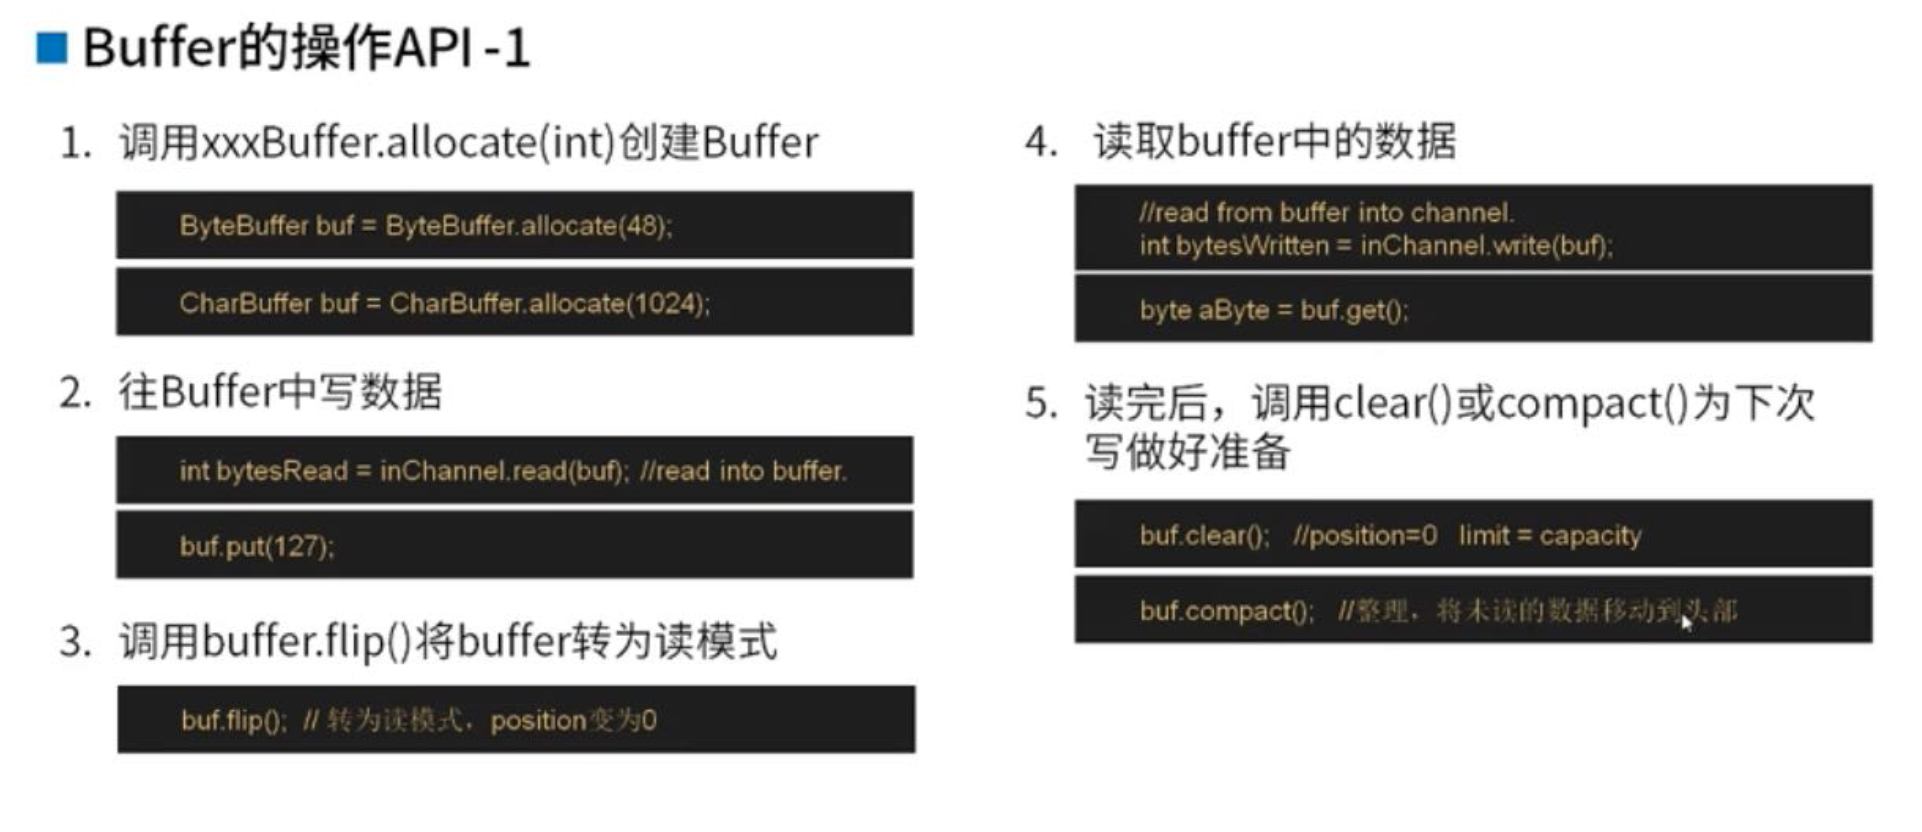 Buffer的操作API -1
1. 调用xxxBuffer.allocate(int)创建Buffer
ByteBuffer buf = ByteBuffer.allocate(48);
CharBuffer buf = CharBuffer.allocate(1024);
2. 往Buffer中写数据
int bytesRead = inChannel.read(buf); //read into buffer.
buf.put(127);
3. 调用buffer.flip()将buffer转为读模式
buf.flip(); // 转为读模式，position变为0
4. 读取buffer中的数据
//read from buffer into channel.
int bytesWritten = inChannel.write(buf);
byte aByte = buf.get();
5. 读完后，调用clear()或compact()为下次
写做好准备
buf.clear(); //position=0 limit = capacity
buf.compact(); //整理，将未读的数据移动到头部